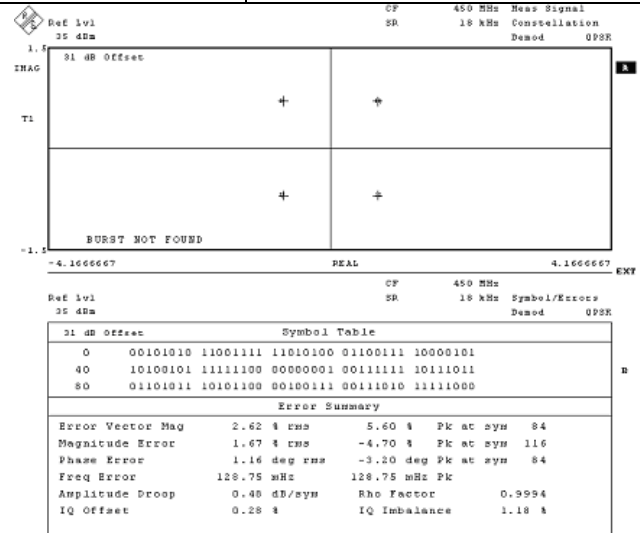 CF 450 MHz Meas Signal
Ref Lvl SR 18 kHz Constellation
35 dBm Demod QPSK
1.5
31 dB Offset
IMAG
A
T1
BURST NOT FOUND
-1.5
-4.1666667 REAL 4.1666667
EXT
CF 450 MHz
Ref Lvl SR 18 kHz Symbol/Errors
35 dBm Demod QPSK
31 dB Offset Symbol Table
0 00101010 11001111 11010100 01100111 10000101
40 10100101 11111100 00000001 00111111 10111011
B
80 01101011 10101100 00100111 00111010 11111000
Error Summary
Error Vector Mag 2.62 % rms 5.60 % Pk at sym 84
Magnitude Error 1.67 % rms -4.70 % Pk at sym 116
Phase Error 1.16 deg rms -3.20 deg Pk at sym 84
Freq Error 128.75 mHz 128.75 mHz Pk
Amplitude Droop 0.48 dB/sym Rho Factor 0.9994
IQ Offset 0.28 % IQ Imbalance 1.18 %